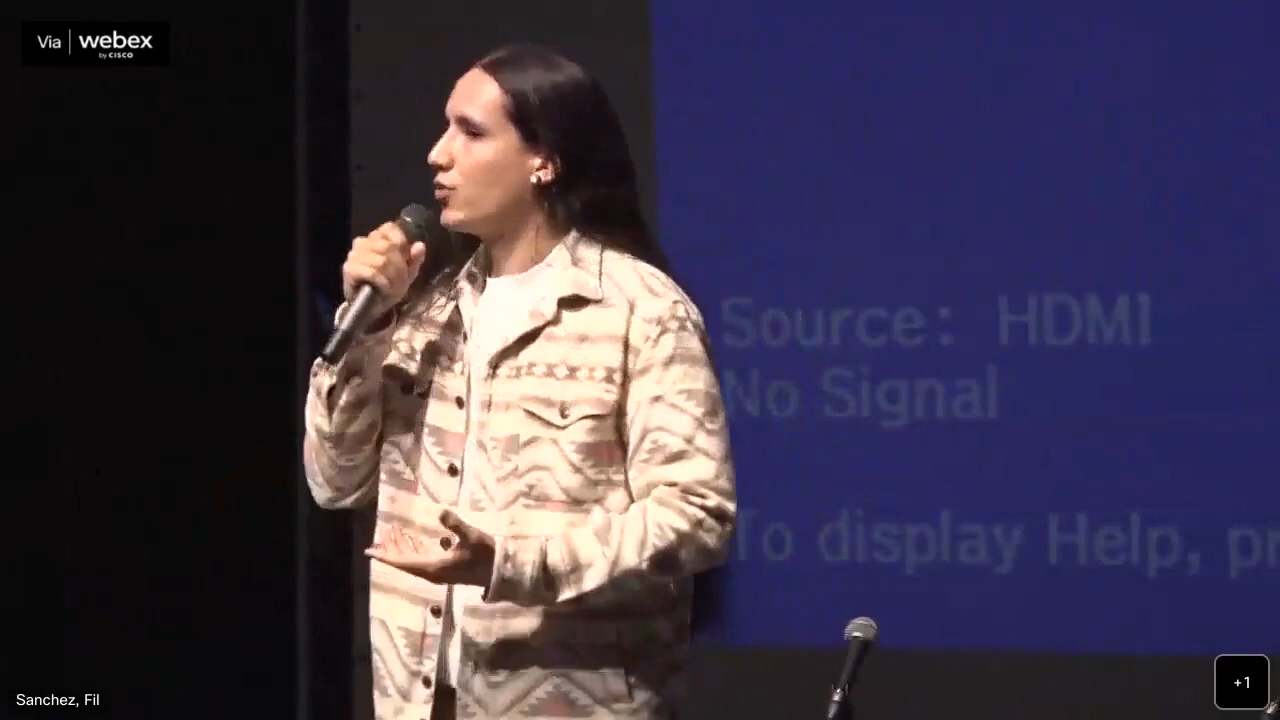 Via | webex
by CISCO
Source: HDMI
No Signal
To display Help, pr
Sanchez, Fil
+1